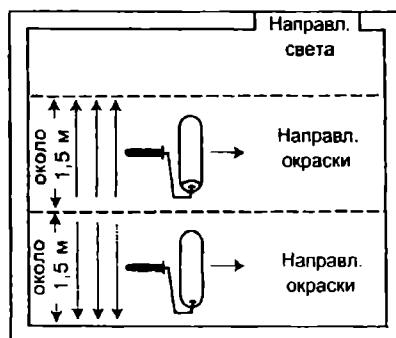 Направл.
света
около
1,5 м
Направл.
окраски
около
1,5 м
Направл.
окраски